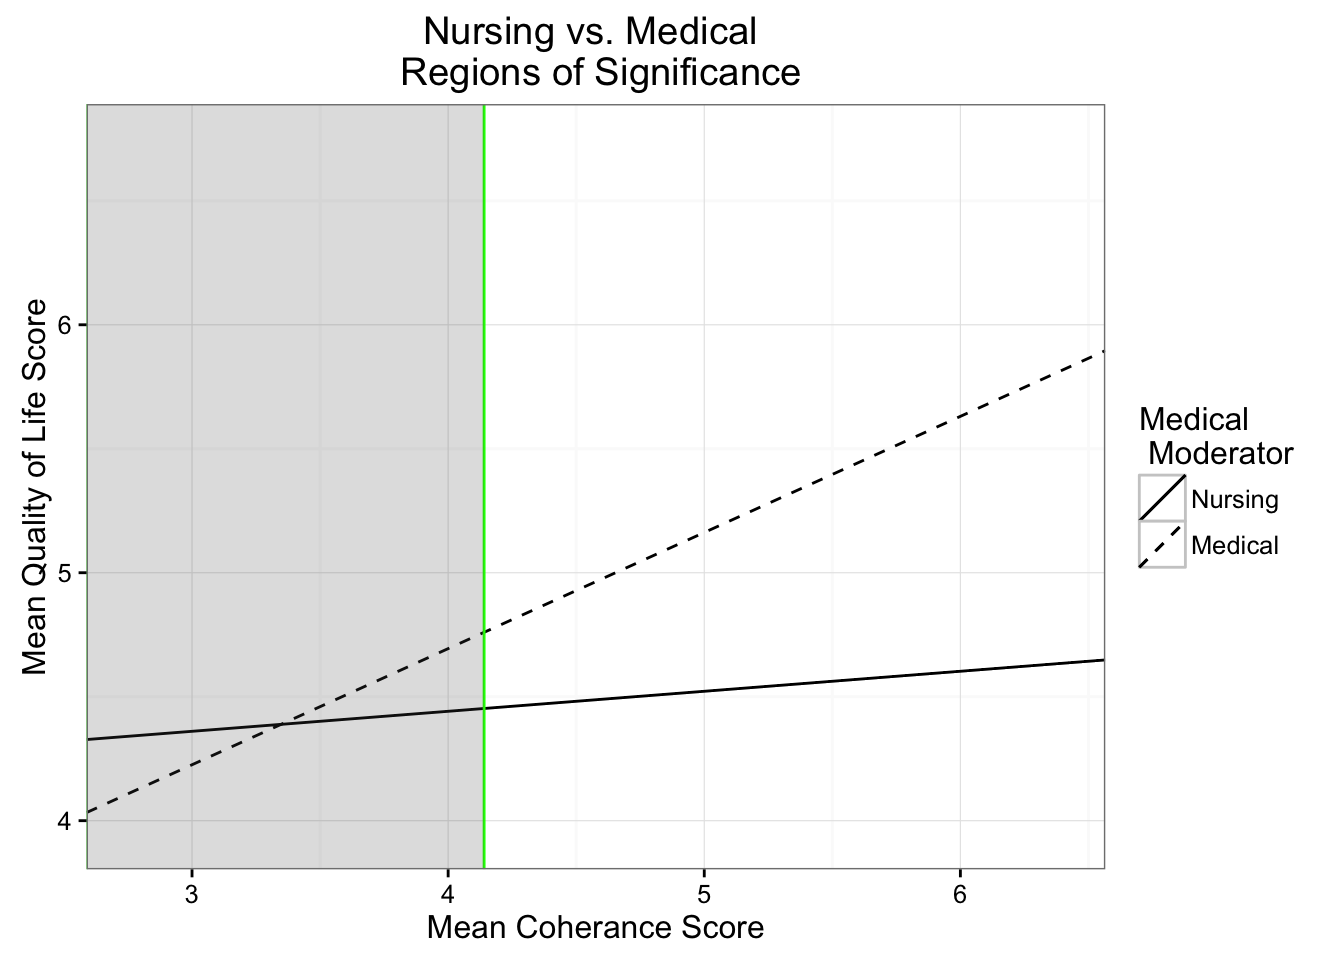 Nursing vs. Medical
Regions of Significance
Mean Quality of Life Score
6
5
4
3 4 5 6
Mean Coherance Score
Medical
Moderator
Nursing
Medical